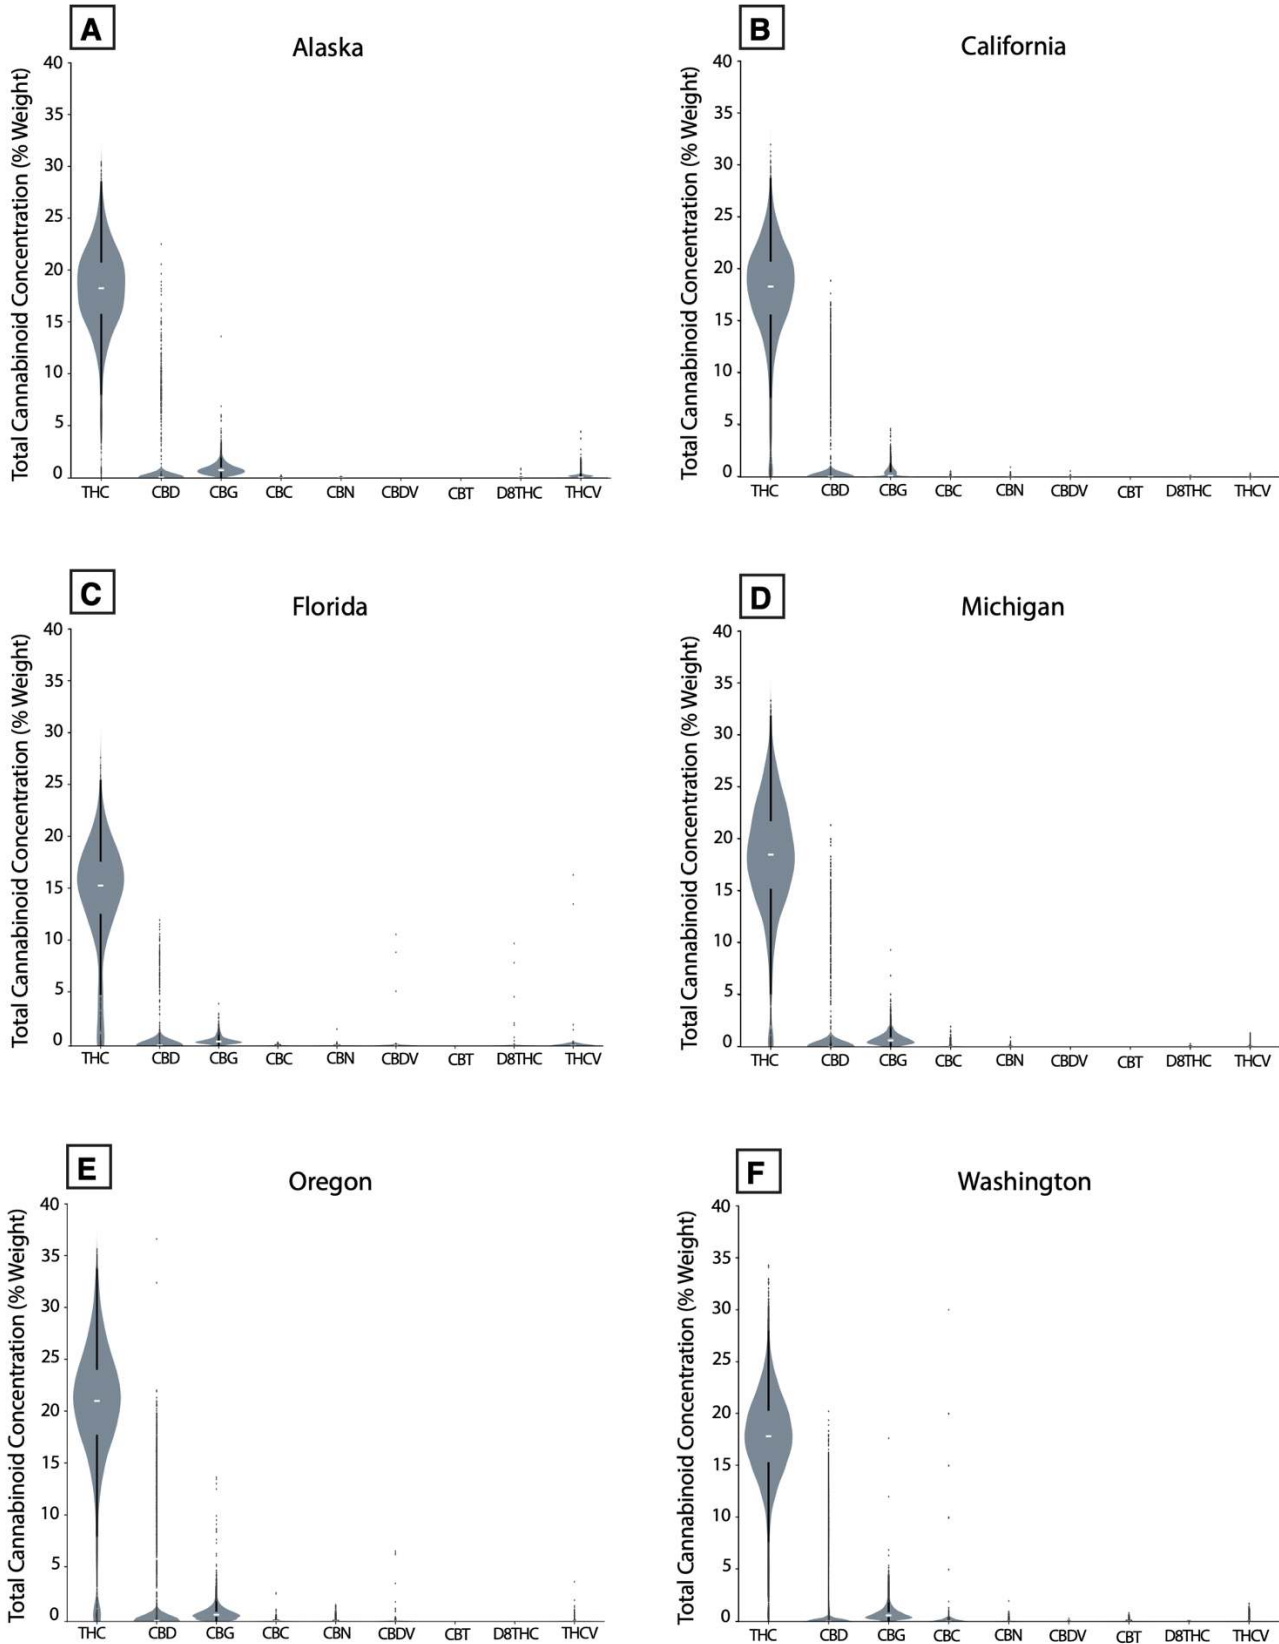 A
Alaska
Total Cannabinoid Concentration (% Weight)
40
35
30
25
20
15
10
5
0
THC CBD CBG CBC CBN CBDV CBT D8THC THCV
B
California
Total Cannabinoid Concentration (% Weight)
40
35
30
25
20
15
10
5
0
THC CBD CBG CBC CBN CBDV CBT D8THC THCV
C
Florida
Total Cannabinoid Concentration (% Weight)
40
35
30
25
20
15
10
5
0
THC CBD CBG CBC CBN CBDV CBT D8THC THCV
D
Michigan
Total Cannabinoid Concentration (% Weight)
40
35
30
25
20
15
10
5
0
THC CBD CBG CBC CBN CBDV CBT D8THC THCV
E
Oregon
Total Cannabinoid Concentration (% Weight)
40
35
30
25
20
15
10
5
0
THC CBD CBG CBC CBN CBDV CBT D8THC THCV
F
Washington
Total Cannabinoid Concentration (% Weight)
40
35
30
25
20
15
10
5
0
THC CBD CBG CBC CBN CBDV CBT D8THC THCV